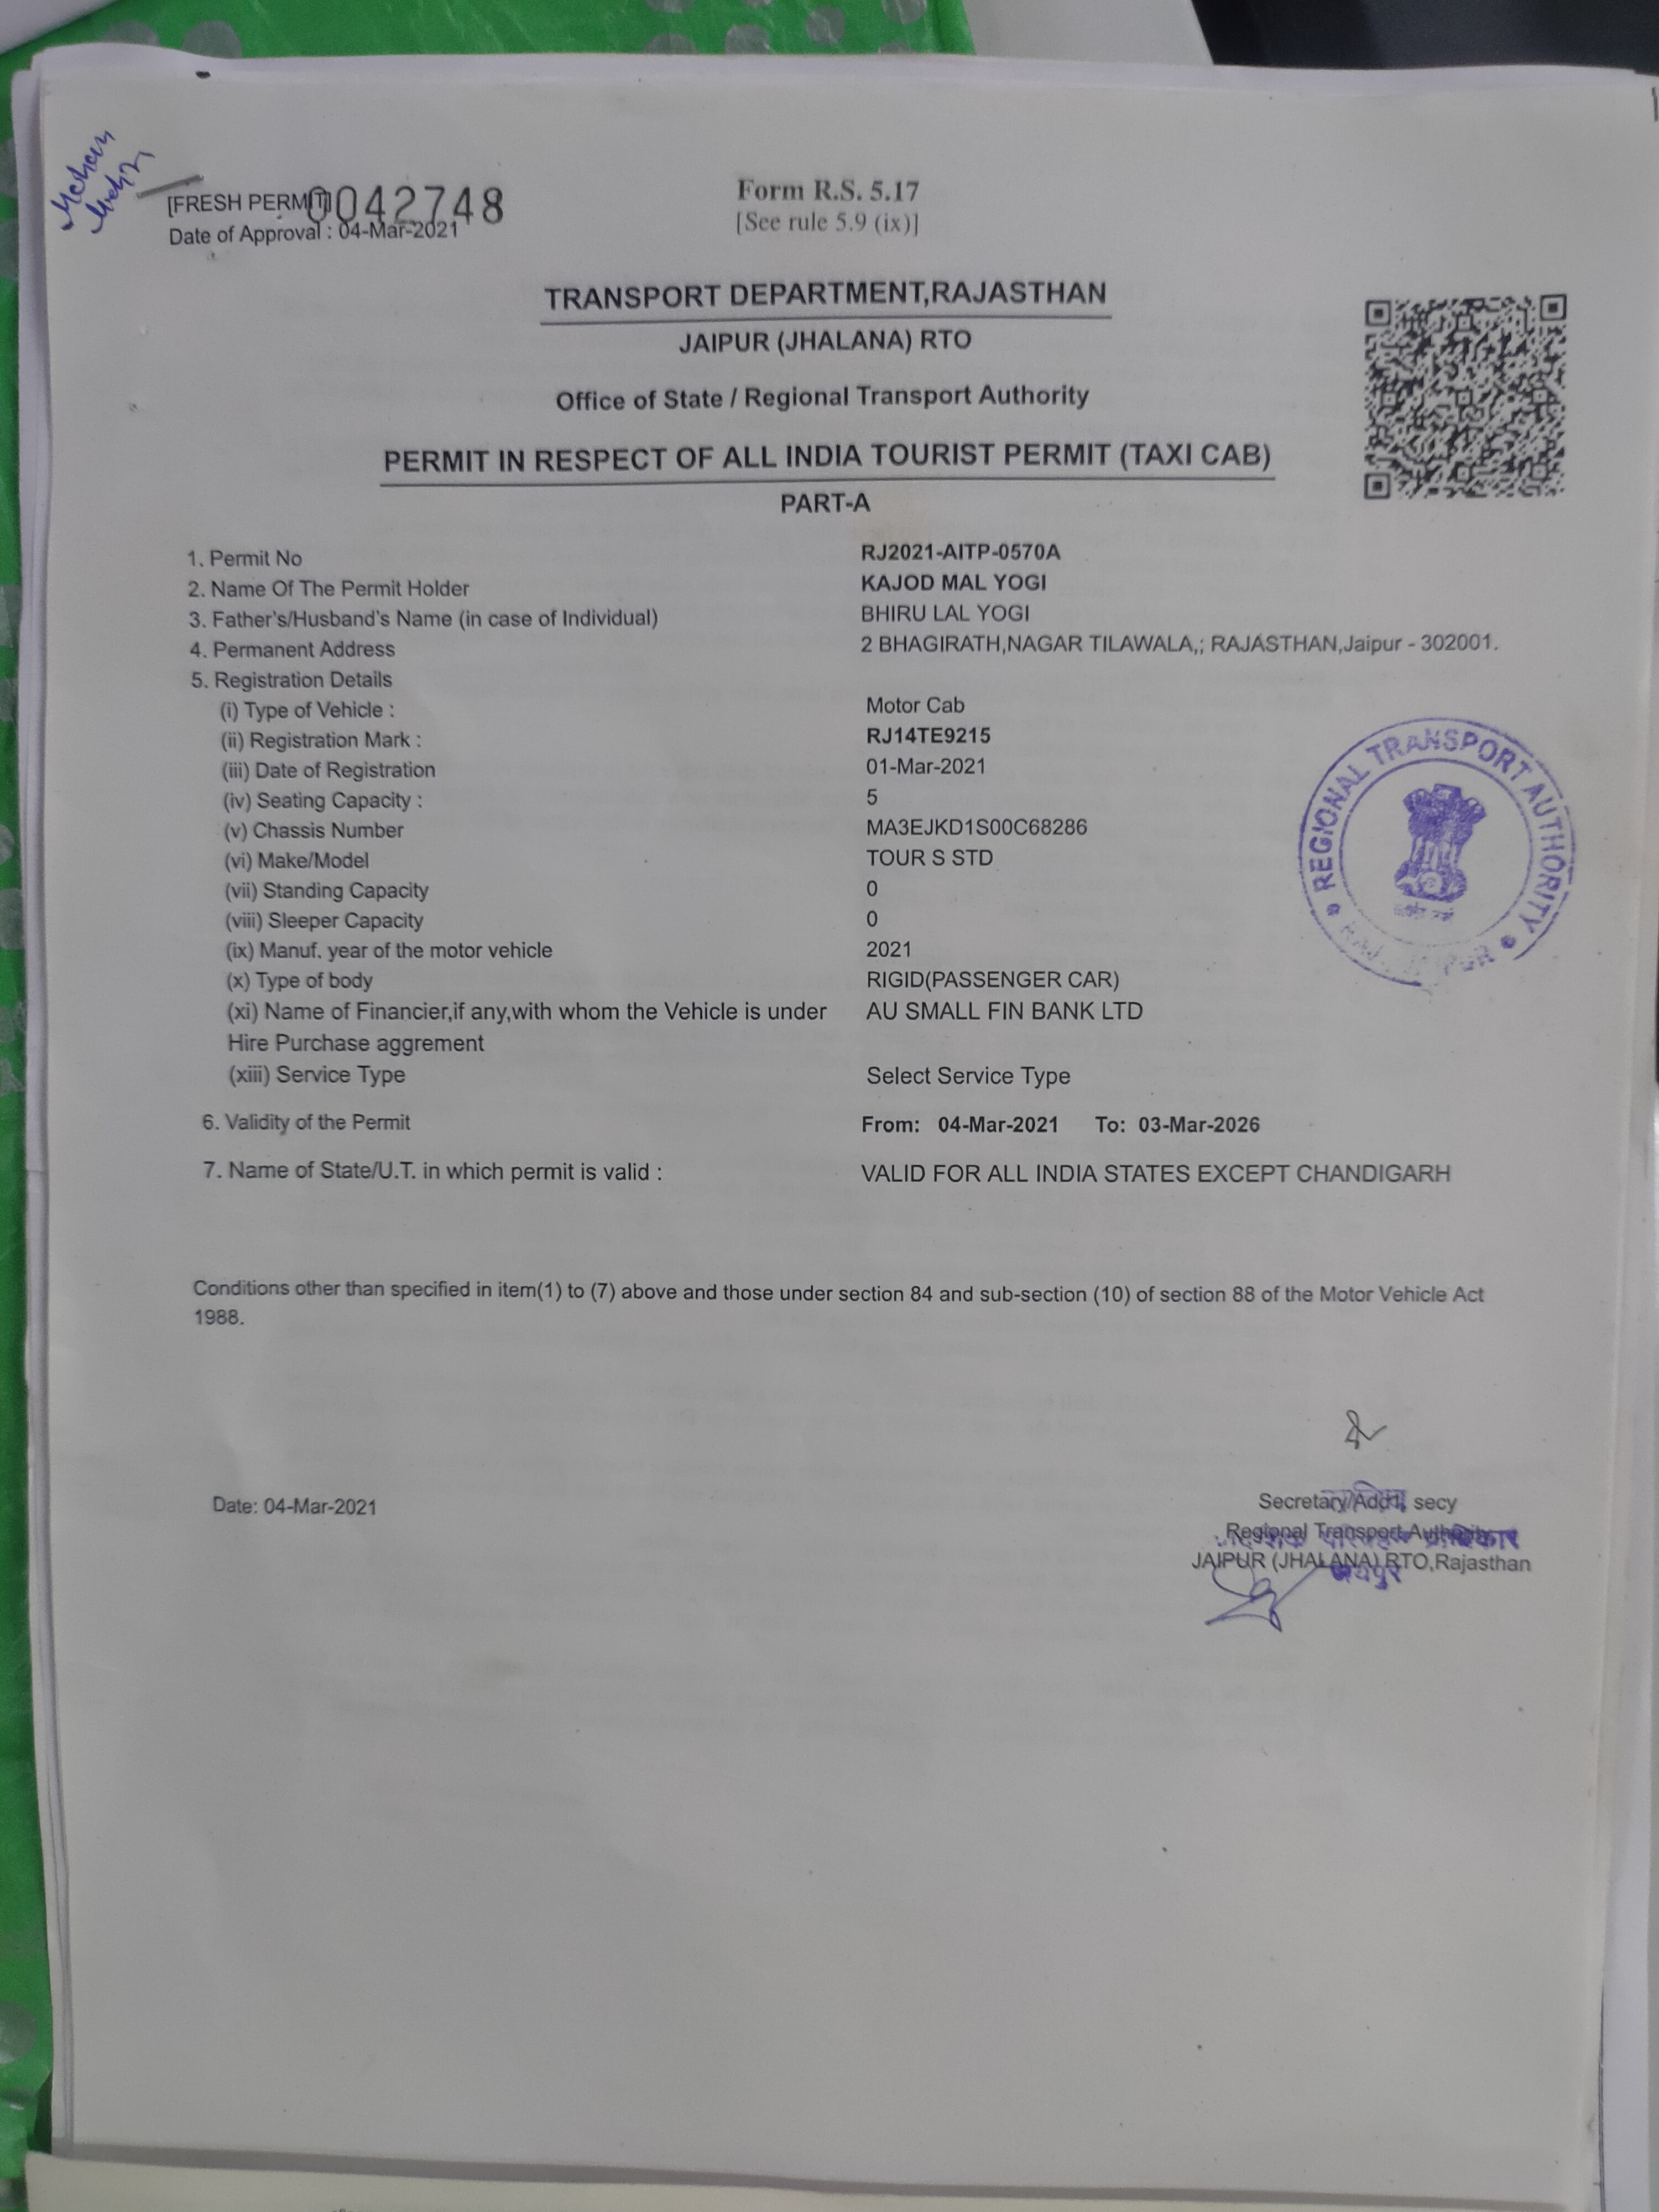 Mohan
[FRESH PERMIT]
0042748
Date of Approval : 04-Mar-2021
Form R.S. 5.17
[See rule 5.9 (ix)]
TRANSPORT DEPARTMENT,RAJASTHAN
JAIPUR (JHALANA) RTO
Office of State / Regional Transport Authority
PERMIT IN RESPECT OF ALL INDIA TOURIST PERMIT (TAXI CAB)
PART-A
1. Permit No RJ2021-AITP-0570A
2. Name Of The Permit Holder KAJOD MAL YOGI
3. Father's/Husband's Name (in case of Individual) BHIRU LAL YOGI
4. Permanent Address 2 BHAGIRATH,NAGAR TILAWALA,; RAJASTHAN,Jaipur - 302001.
5. Registration Details
(i) Type of Vehicle : Motor Cab
(ii) Registration Mark : RJ14TE9215
(iii) Date of Registration 01-Mar-2021
(iv) Seating Capacity : 5
(v) Chassis Number MA3EJKD1S00C68286
(vi) Make/Model TOUR S STD
(vii) Standing Capacity 0
(viii) Sleeper Capacity 0
(ix) Manuf. year of the motor vehicle 2021
(x) Type of body RIGID(PASSENGER CAR)
(xi) Name of Financier,if any,with whom the Vehicle is under AU SMALL FIN BANK LTD
Hire Purchase aggrement
(xiii) Service Type Select Service Type
REGIONAL TRANSPORT AUTHORITY
6. Validity of the Permit From: 04-Mar-2021 To: 03-Mar-2026
7. Name of State/U.T. in which permit is valid : VALID FOR ALL INDIA STATES EXCEPT CHANDIGARH
Conditions other than specified in item(1) to (7) above and those under section 84 and sub-section (10) of section 88 of the Motor Vehicle Act
1988.
Date: 04-Mar-2021
Secretary/Add'l, secy
Regional Transport Authority
JAIPUR (JHALANA) RTO,Rajasthan
जयपुर